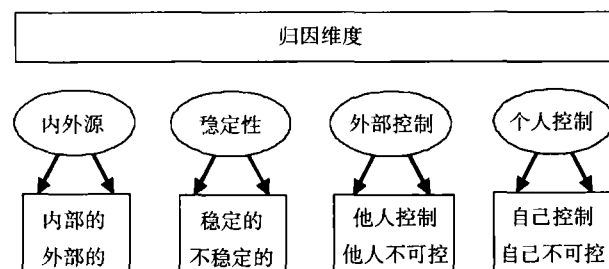 归因维度
内外源
稳定性
外部控制
个人控制
内部的
外部的
稳定的
不稳定的
他人控制
他人不可控
自己控制
自己不可控